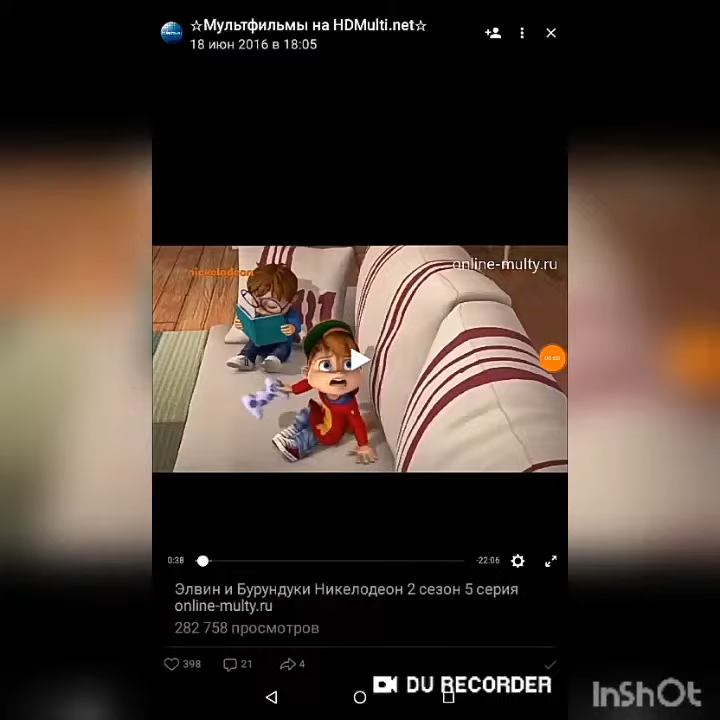 ☆Мультфильмы на HDMulti.net☆
18 июн 2016 в 18:05
nickelodeon
online-multy.ru
0:38
-22:06
Элвин и Бурундуки Никелодеон 2 сезон 5 серия
online-multy.ru
282 758 просмотров
398
21
4
DU RECORDER
InShOt